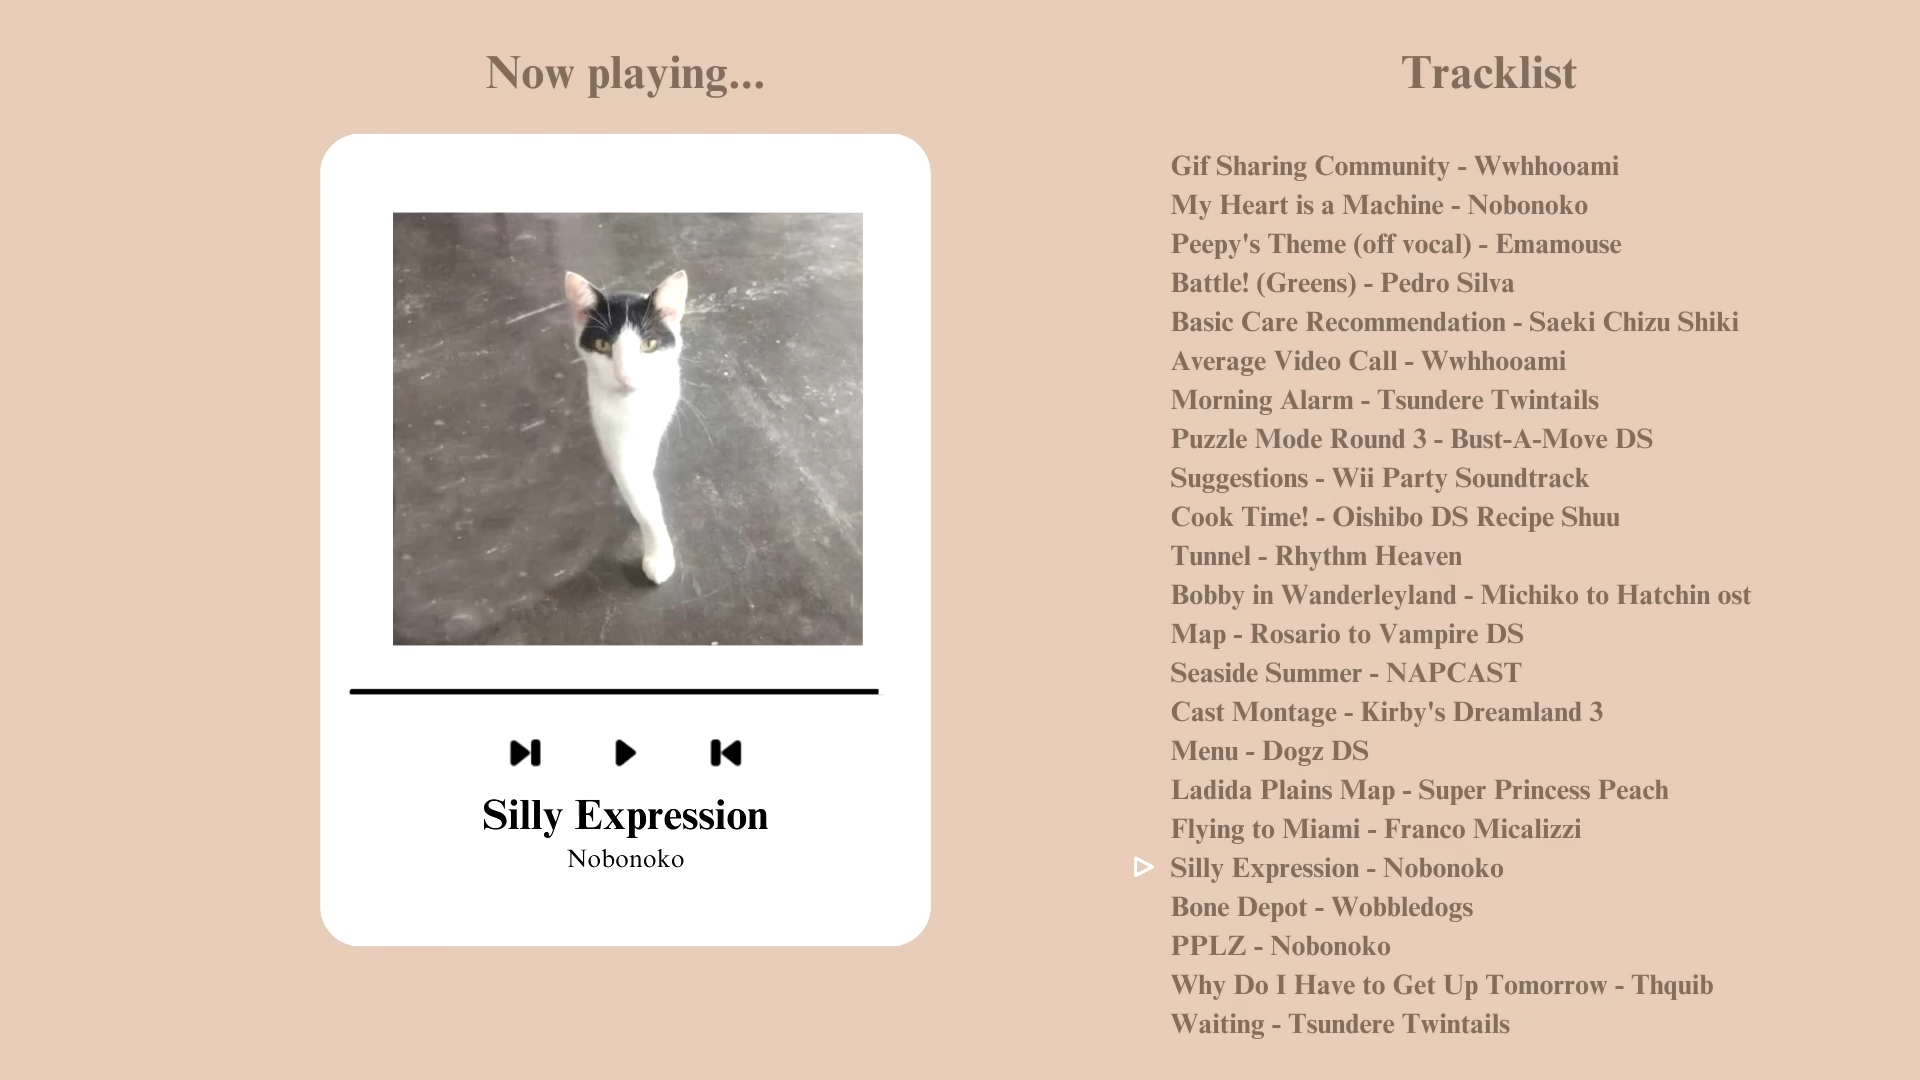 Now playing...
Silly Expression
Nobonoko
Tracklist
Gif Sharing Community - Wwhhooami
My Heart is a Machine - Nobonoko
Peepy's Theme (off vocal) - Emamouse
Battle! (Greens) - Pedro Silva
Basic Care Recommendation - Saeki Chizu Shiki
Average Video Call - Wwhhooami
Morning Alarm - Tsundere Twintails
Puzzle Mode Round 3 - Bust-A-Move DS
Suggestions - Wii Party Soundtrack
Cook Time! - Oishibo DS Recipe Shuu
Tunnel - Rhythm Heaven
Bobby in Wanderleyland - Michiko to Hatchin ost
Map - Rosario to Vampire DS
Seaside Summer - NAPCAST
Cast Montage - Kirby's Dreamland 3
Menu - Dogz DS
Ladida Plains Map - Super Princess Peach
Flying to Miami - Franco Micalizzi
Silly Expression - Nobonoko
Bone Depot - Wobbledogs
PPLZ - Nobonoko
Why Do I Have to Get Up Tomorrow - Thquib
Waiting - Tsundere Twintails